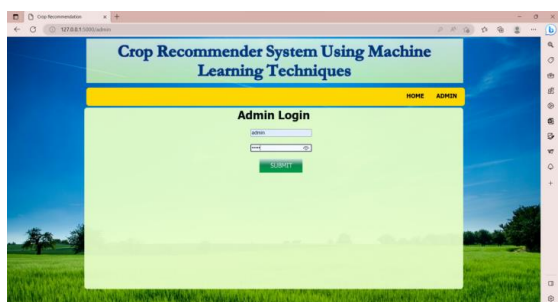 Crop Recommendation
127.0.0.1:5000/admin
Crop Recommender System Using Machine
Learning Techniques
HOME ADMIN
Admin Login
admin
SUBMIT